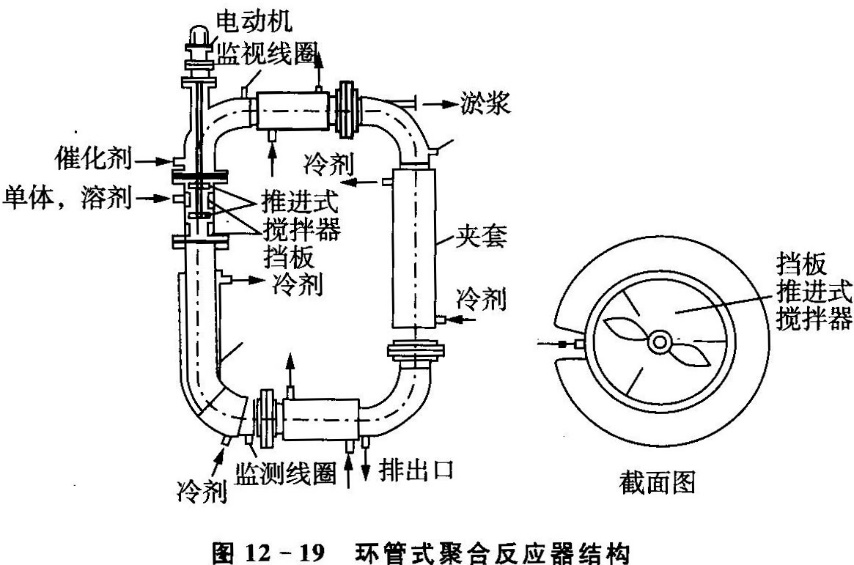 电动机
监视线圈
淤浆
催化剂
冷剂
单体，溶剂
推进式
搅拌器
挡板
夹套
冷剂
冷剂
挡板
推进式
搅拌器
监测线圈
排出口
冷剂
截面图
图 12-19 环管式聚合反应器结构